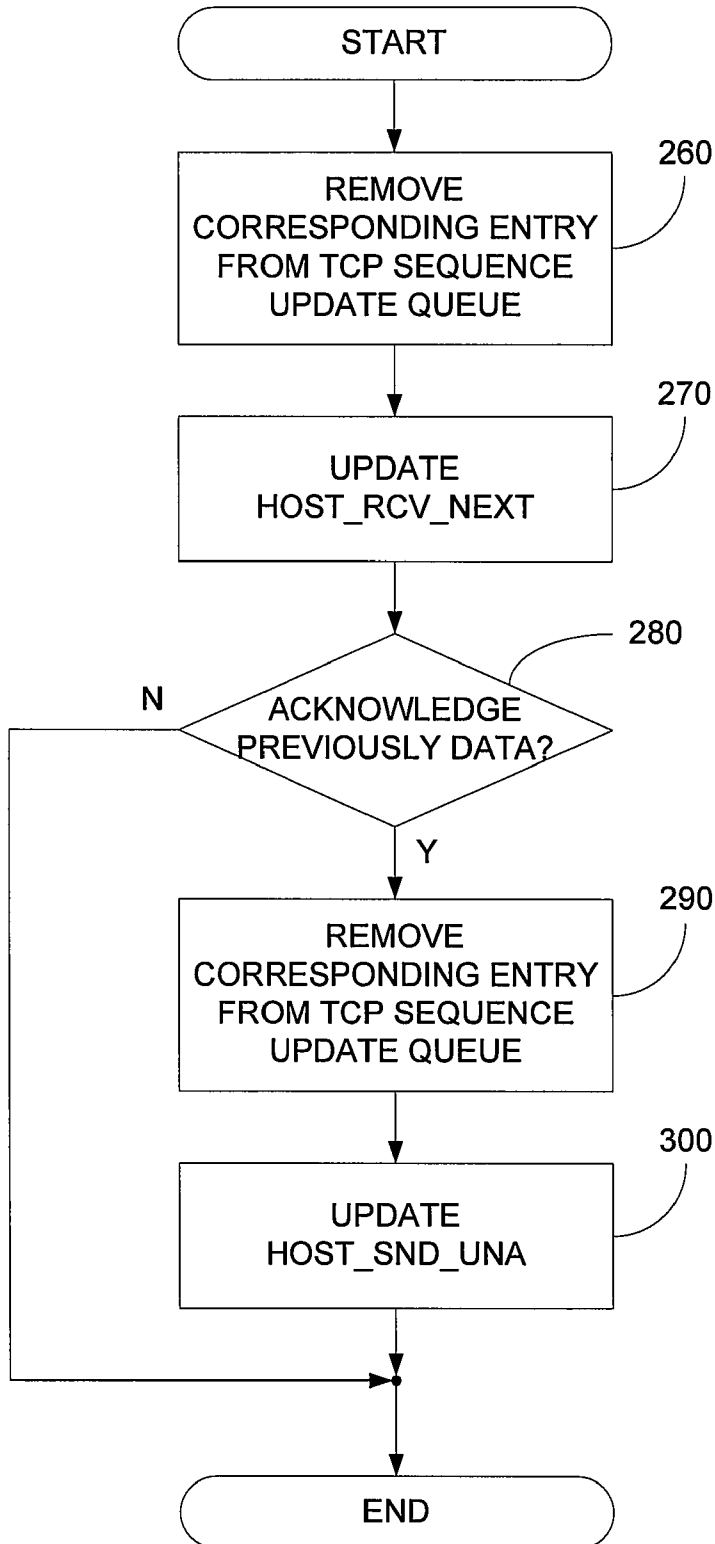 START
260
REMOVE
CORRESPONDING ENTRY
FROM TCP SEQUENCE
UPDATE QUEUE
270
UPDATE
HOST_RCV_NEXT
280
N
ACKNOWLEDGE
PREVIOUSLY DATA?
Y
290
REMOVE
CORRESPONDING ENTRY
FROM TCP SEQUENCE
UPDATE QUEUE
300
UPDATE
HOST_SND_UNA
END